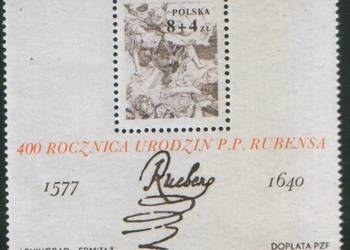 POLSKA
8+4 ZŁ
400 ROCZNICA URODZIN P.P. RUBENSA
1577
1640
DOPŁATA PZF